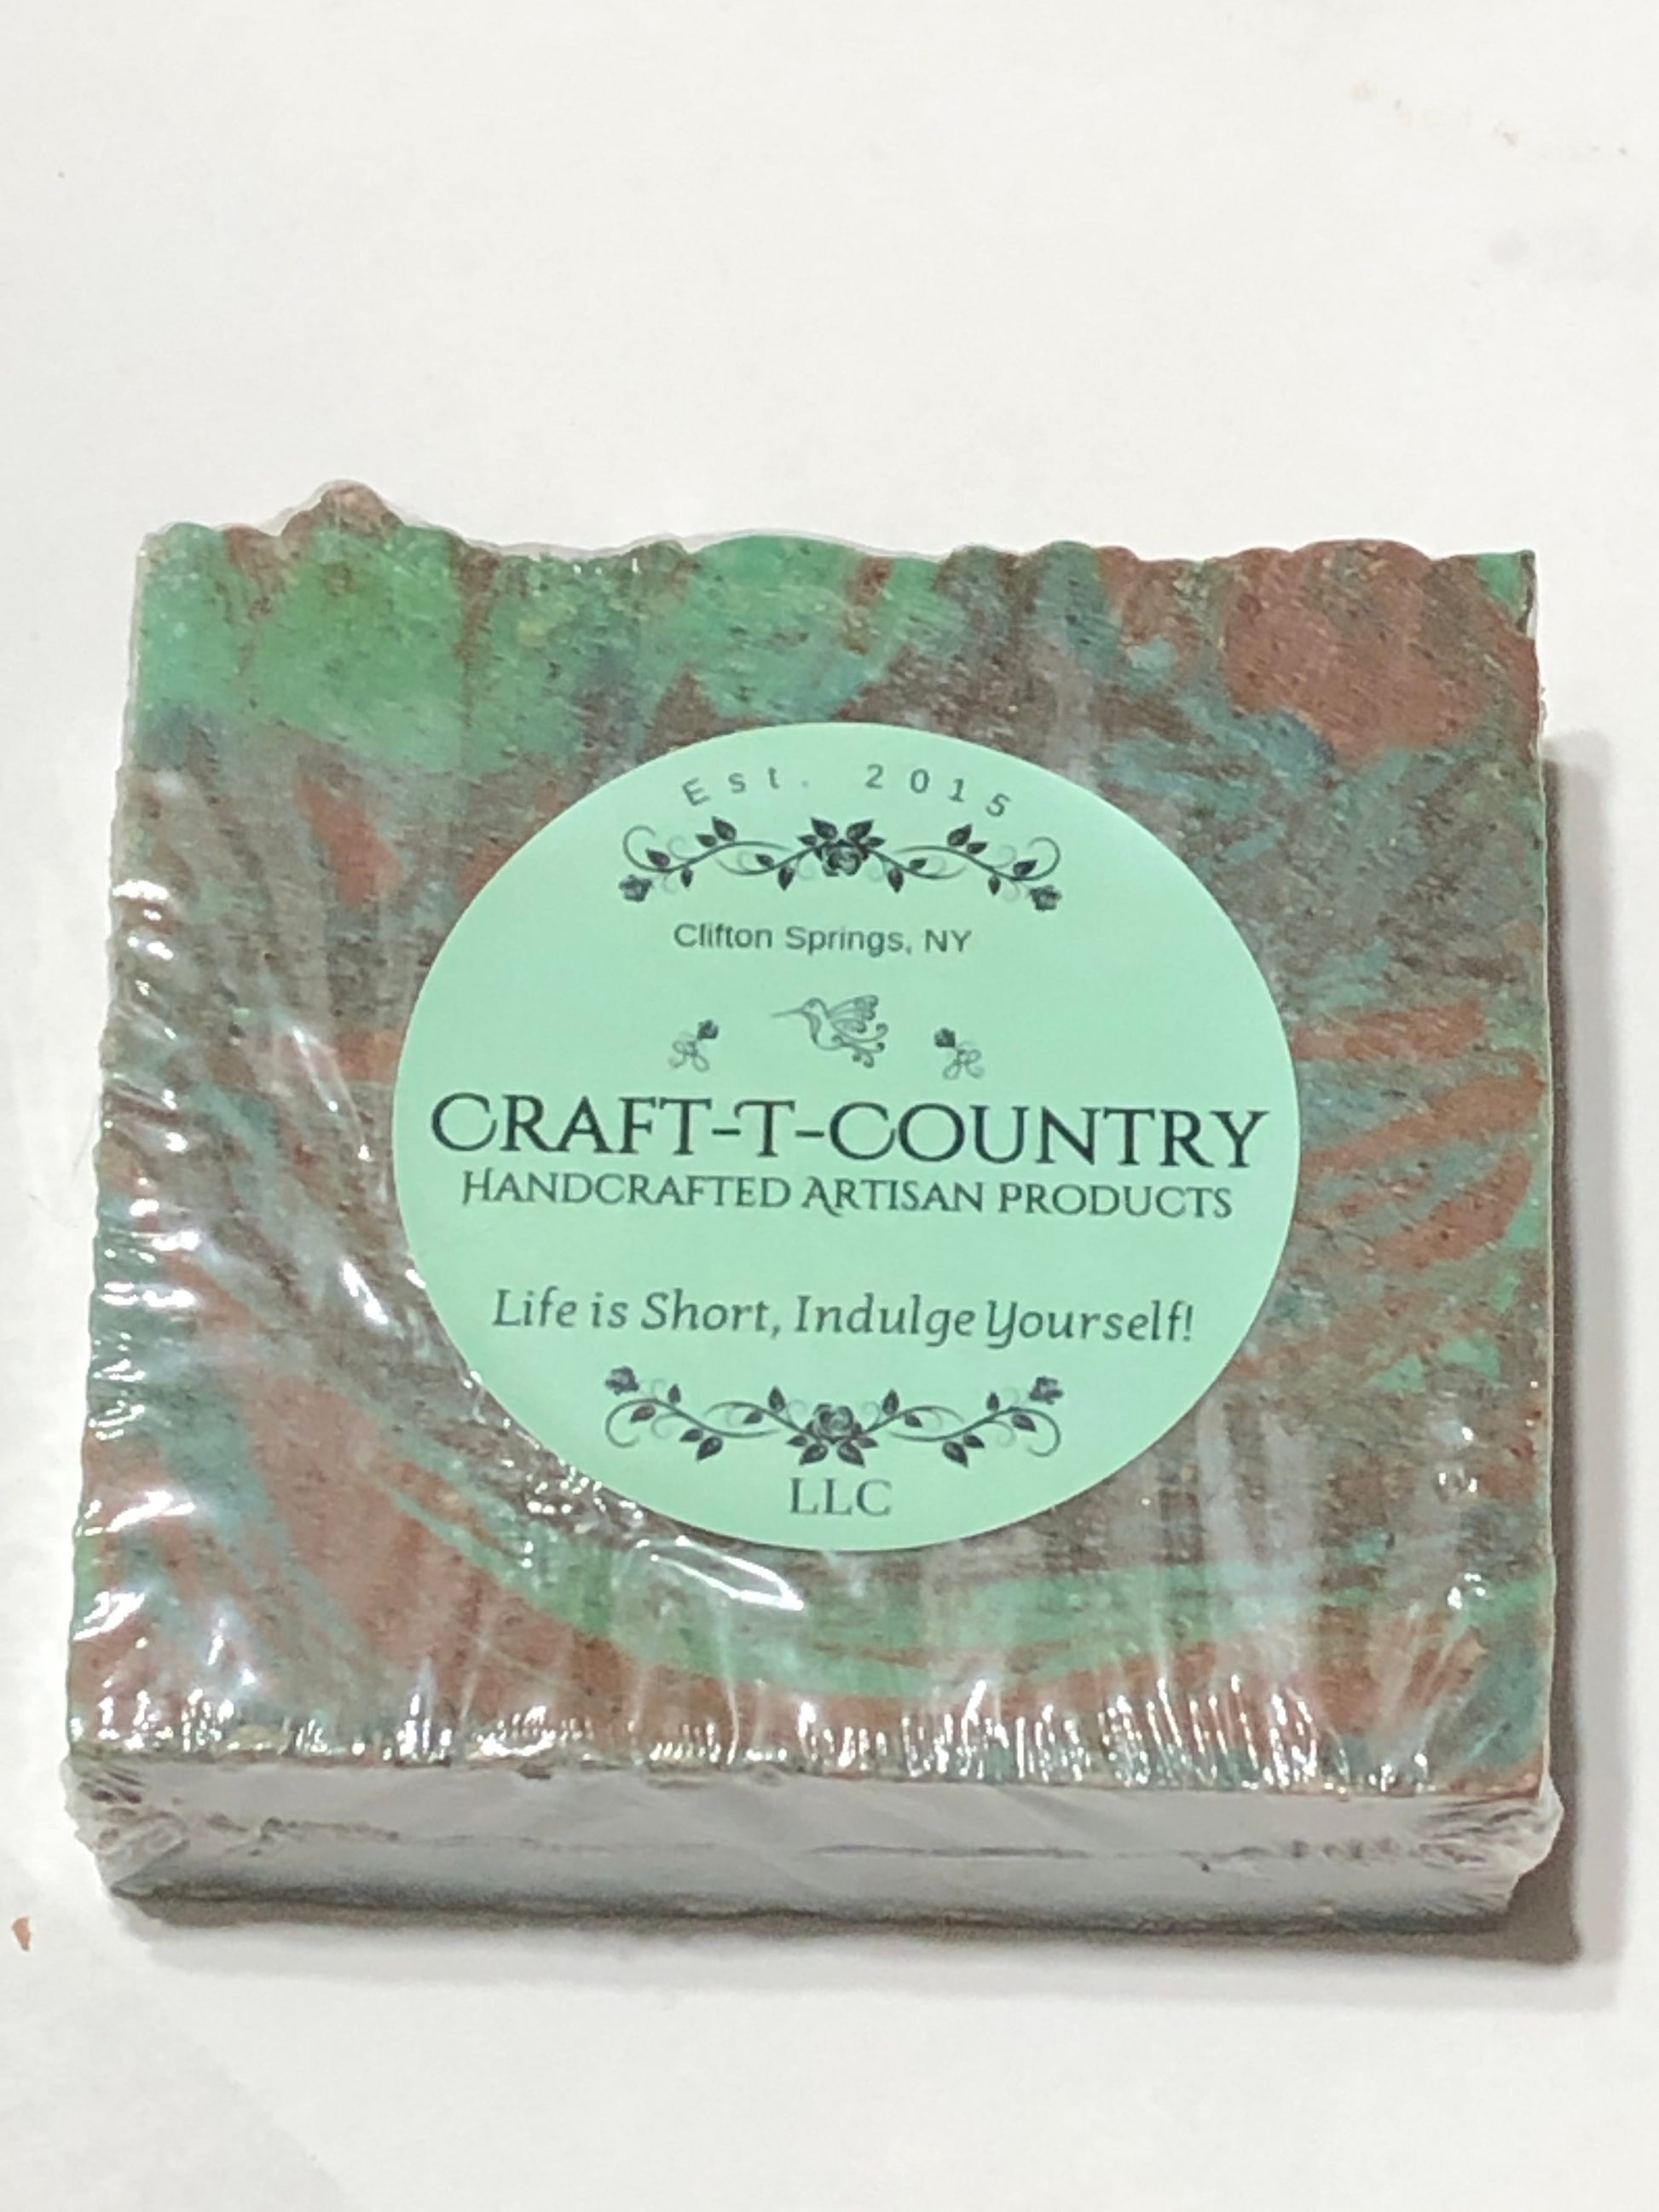 Est. 2015
Clifton Springs, NY
CRAFT-T-COUNTRY
HANDCRAFTED ARTISAN PRODUCTS
Life is Short, Indulge Yourself!
LLC